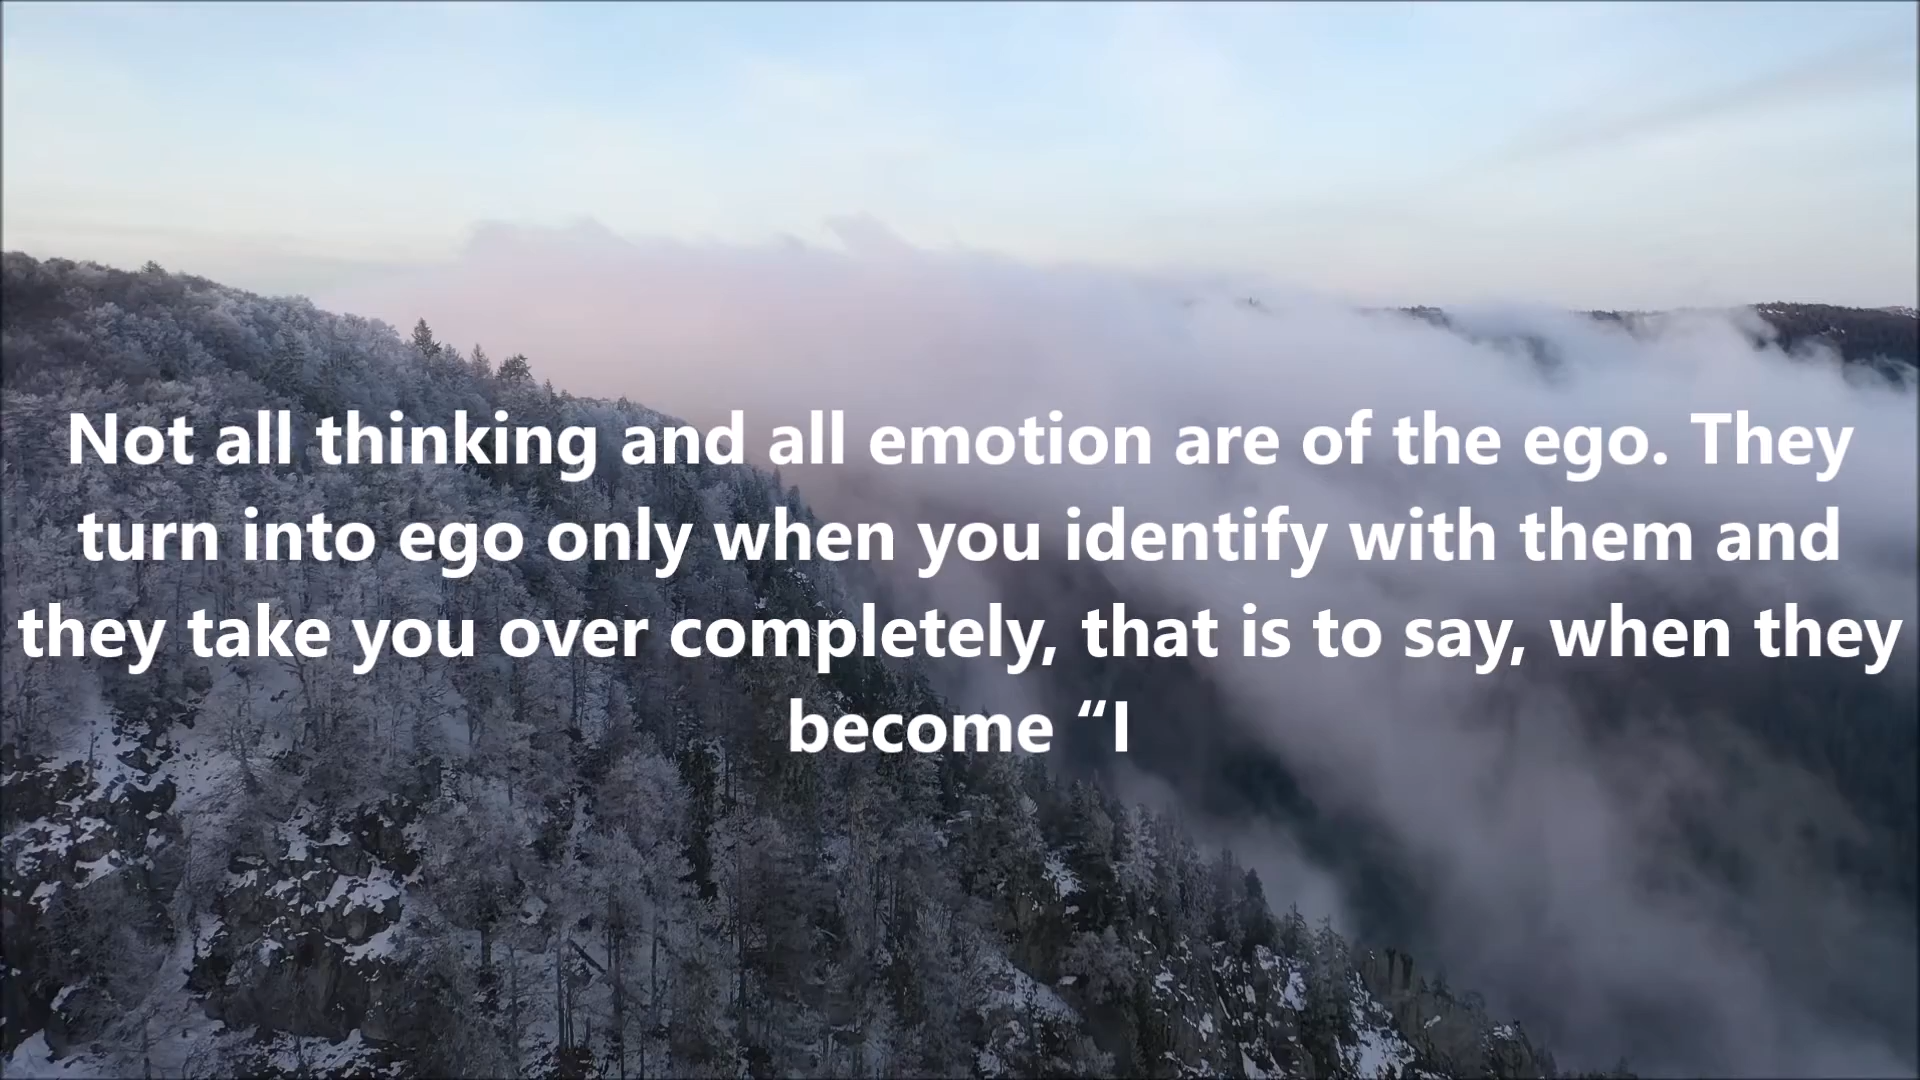 Not all thinking and all emotion are of the ego. They
turn into ego only when you identify with them and
they take you over completely, that is to say, when they
become “I